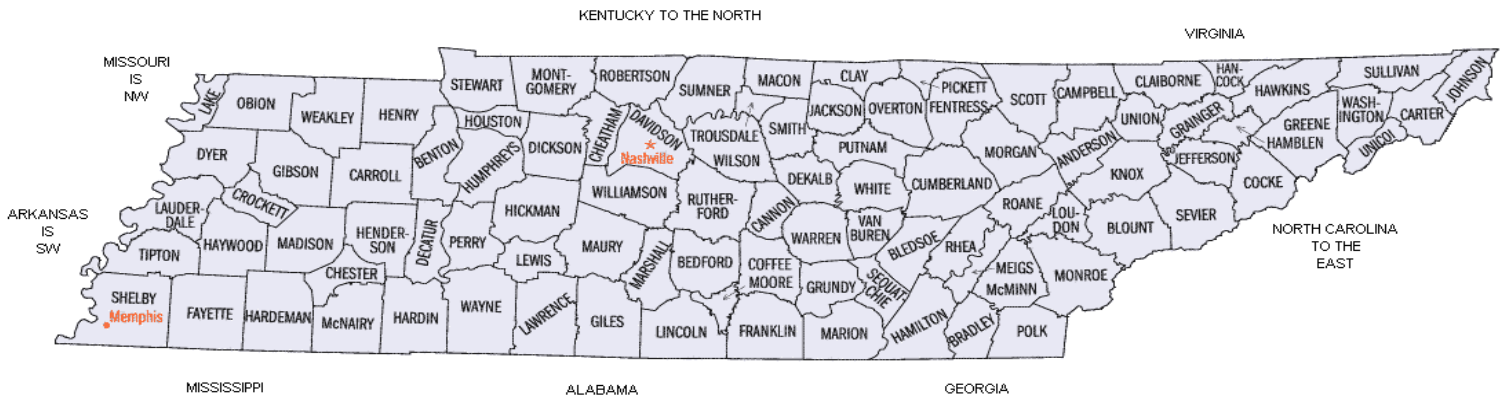 KENTUCKY TO THE NORTH
VIRGINIA
MISSOURI
IS
NW
ARKANSAS
IS
SW
NORTH CAROLINA
TO THE
EAST
MISSISSIPPI
ALABAMA
GEORGIA
LAKE
OBION
WEAKLEY
HENRY
STEWART
MONT-
GOMERY
ROBERTSON
SUMNER
MACON
CLAY
PICKETT
FENTRESS
SCOTT
CAMPBELL
CLAIBORNE
HAN-
COCK
HAWKINS
SULLIVAN
JOHNSON
HOUSTON
CHEATHAM
DAVIDSON
Nashville
TROUSDALE
WILSON
SMITH
JACKSON
OVERTON
PUTNAM
MORGAN
ANDERSON
UNION
GRAINGER
HAMBLEN
GREENE
WASH-
INGTON
UNICOI
CARTER
DYER
GIBSON
CARROLL
BENTON
HUMPHREYS
DICKSON
WILLIAMSON
RUTHER-
FORD
CANNON
DEKALB
WHITE
CUMBERLAND
ROANE
LOU-
DON
KNOX
JEFFERSON
COCKE
SEVIER
BLOUNT
LAUDER-
DALE
CROCKETT
TIPTON
HAYWOOD
MADISON
HENDER-
SON
CHESTER
DECATUR
PERRY
HICKMAN
LEWIS
MAURY
MARSHALL
BEDFORD
COFFEE
MOORE
WARREN
VAN
BUREN
BLEDSOE
RHEA
MEIGS
McMINN
MONROE
SHELBY
Memphis
FAYETTE
HARDEMAN
McNAIRY
HARDIN
WAYNE
LAWRENCE
GILES
LINCOLN
FRANKLIN
GRUNDY
SEQUAT-
CHIE
MARION
HAMILTON
BRADLEY
POLK